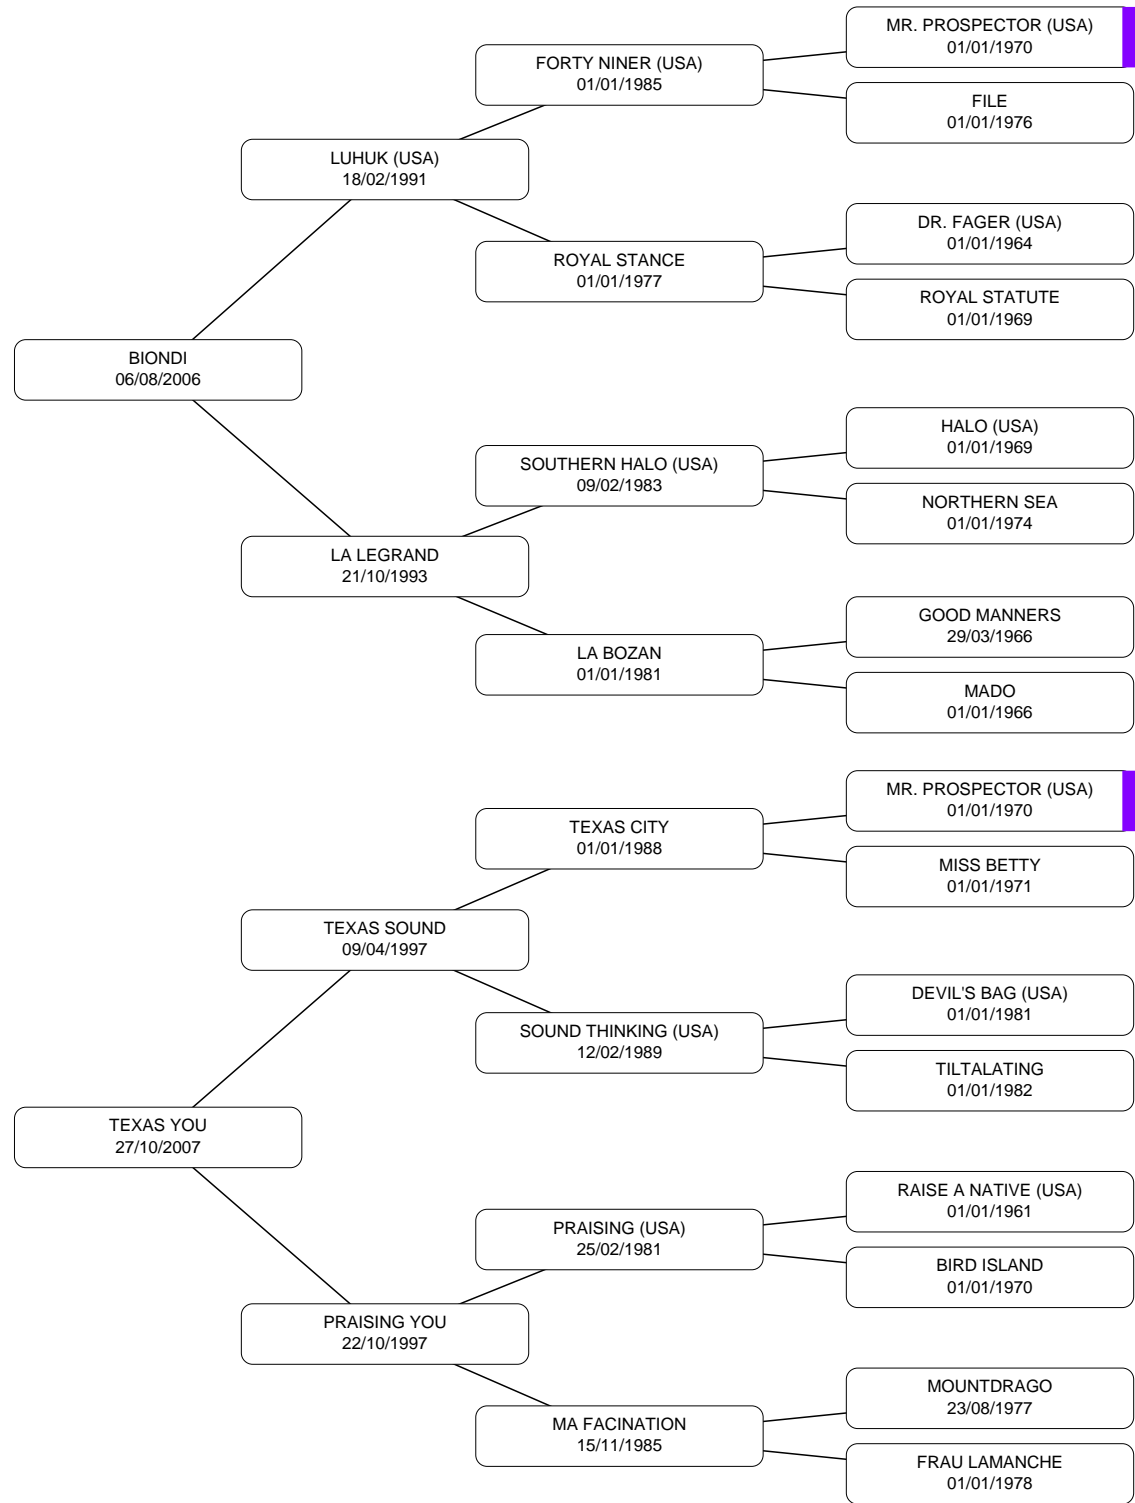 MR. PROSPECTOR (USA)
01/01/1970
FORTY NINER (USA)
01/01/1985
FILE
01/01/1976
LUHUK (USA)
18/02/1991
DR. FAGER (USA)
01/01/1964
ROYAL STANCE
01/01/1977
ROYAL STATUTE
01/01/1969
BIONDI
06/08/2006
HALO (USA)
01/01/1969
SOUTHERN HALO (USA)
09/02/1983
NORTHERN SEA
01/01/1974
LA LEGRAND
21/10/1993
GOOD MANNERS
29/03/1966
LA BOZAN
01/01/1981
MADO
01/01/1966
MR. PROSPECTOR (USA)
01/01/1970
TEXAS CITY
01/01/1988
MISS BETTY
01/01/1971
TEXAS SOUND
09/04/1997
DEVIL'S BAG (USA)
01/01/1981
SOUND THINKING (USA)
12/02/1989
TILTALATING
01/01/1982
TEXAS YOU
27/10/2007
RAISE A NATIVE (USA)
01/01/1961
PRAISING (USA)
25/02/1981
BIRD ISLAND
01/01/1970
PRAISING YOU
22/10/1997
MOUNTDRAGO
23/08/1977
MA FACINATION
15/11/1985
FRAU LAMANCHE
01/01/1978